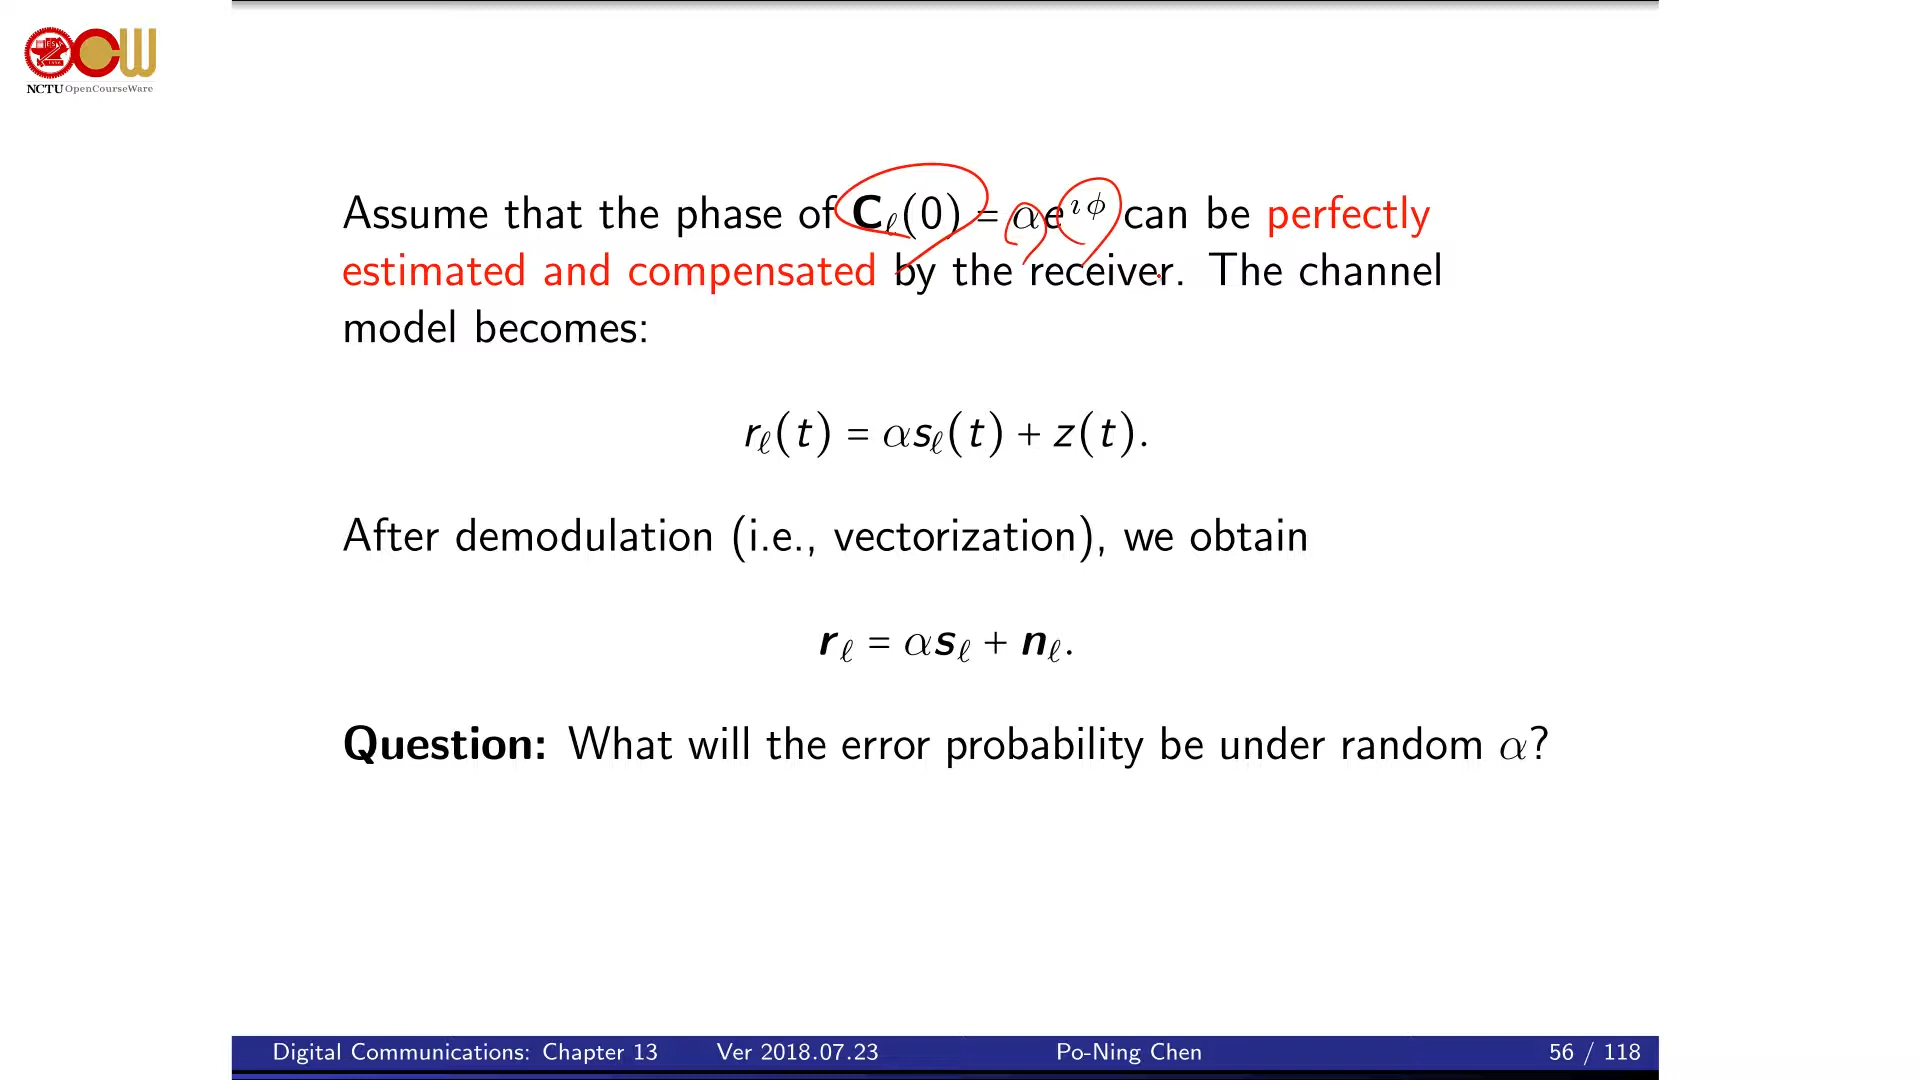 NCTU OpenCourseWare
Assume that the phase of C_ℓ(0) = αe^{ıϕ} can be perfectly
estimated and compensated by the receiver. The channel
model becomes:
r_ℓ(t) = αs_ℓ(t) + z(t).
After demodulation (i.e., vectorization), we obtain
r_ℓ = αs_ℓ + n_ℓ.
Question: What will the error probability be under random α?
Digital Communications: Chapter 13 Ver 2018.07.23 Po-Ning Chen 56 / 118